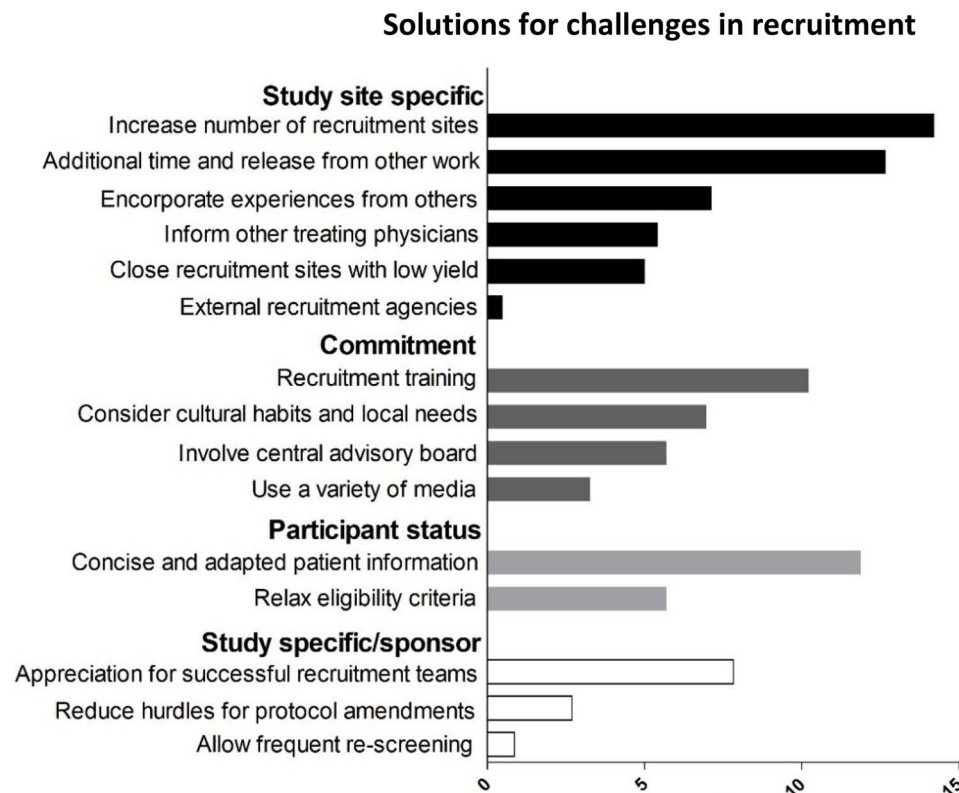 Solutions for challenges in recruitment
Study site specific
Increase number of recruitment sites
Additional time and release from other work
Encorporate experiences from others
Inform other treating physicians
Close recruitment sites with low yield
External recruitment agencies
Commitment
Recruitment training
Consider cultural habits and local needs
Involve central advisory board
Use a variety of media
Participant status
Concise and adapted patient information
Relax eligibility criteria
Study specific/sponsor
Appreciation for successful recruitment teams
Reduce hurdles for protocol amendments
Allow frequent re-screening
0 5 10 15